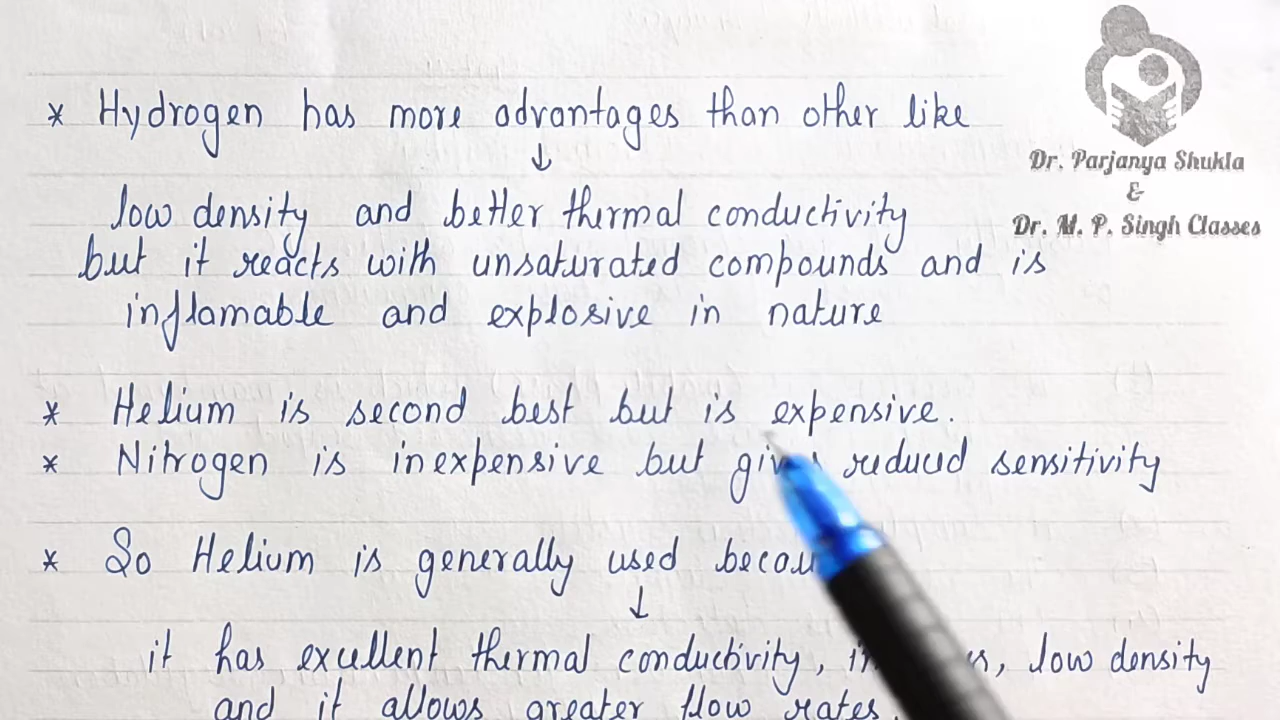 * Hydrogen has more advantages than other like
↓
low density and better thermal conductivity
but it reacts with unsaturated compounds and is
inflamable and explosive in nature
* Helium is second best but is expensive.
* Nitrogen is inexpensive but gives reduced sensitivity
* So Helium is generally used because
↓
it has excellent thermal conductivity, low density
and it allows greater flow rates.
Dr. Parjanya Shukla
&
Dr. M. P. Singh Classes